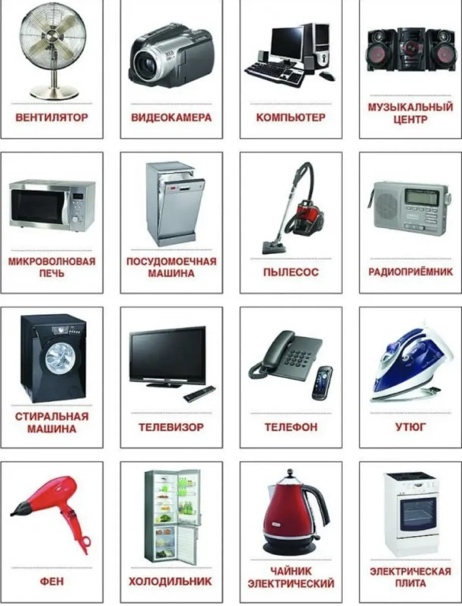 ВЕНТИЛЯТОР
ВИДЕОКАМЕРА
КОМПЬЮТЕР
МУЗЫКАЛЬНЫЙ
ЦЕНТР
МИКРОВОЛНОВАЯ
ПЕЧЬ
ПОСУДОМОЕЧНАЯ
МАШИНА
ПЫЛЕСОС
РАДИОПРИЁМНИК
СТИРАЛЬНАЯ
МАШИНА
ТЕЛЕВИЗОР
ТЕЛЕФОН
УТЮГ
ФЕН
ХОЛОДИЛЬНИК
ЧАЙНИК
ЭЛЕКТРИЧЕСКИЙ
ЭЛЕКТРИЧЕСКАЯ
ПЛИТА